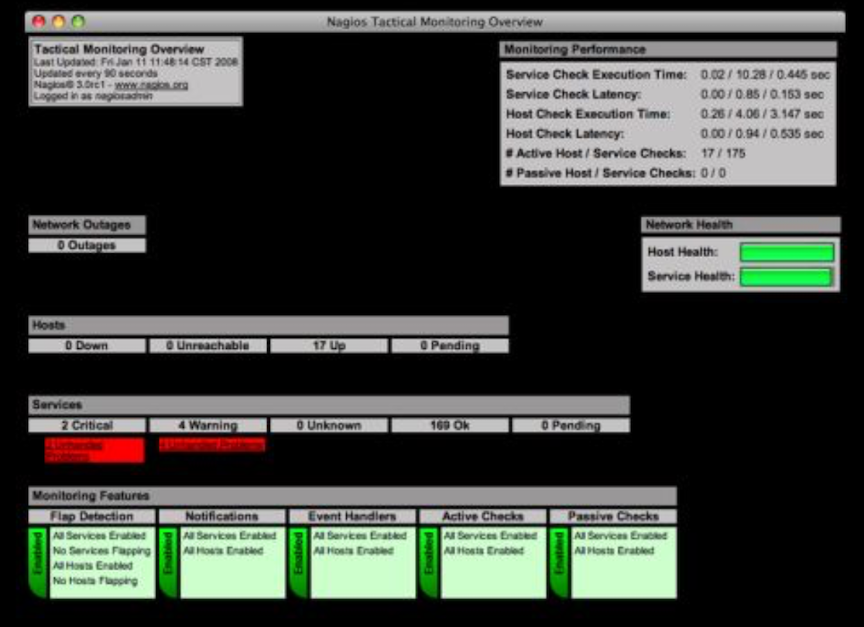 Nagios Tactical Monitoring Overview
Tactical Monitoring Overview
Last Updated: Fri Jan 11 11:48:14 CST 2008
Updated every 90 seconds
Nagios® 3.0rc1 - www.nagios.org
Logged in as nagiosadmin
Monitoring Performance
Service Check Execution Time: 0.02 / 10.28 / 0.445 sec
Service Check Latency: 0.00 / 0.85 / 0.153 sec
Host Check Execution Time: 0.26 / 4.06 / 3.147 sec
Host Check Latency: 0.00 / 0.94 / 0.535 sec
# Active Host / Service Checks: 17 / 175
# Passive Host / Service Checks: 0 / 0
Network Outages
0 Outages
Network Health
Host Health:
Service Health:
Hosts
0 Down 0 Unreachable 17 Up 0 Pending
Services
2 Critical 4 Warning 0 Unknown 169 Ok 0 Pending
2 Unhandled Problems
4 Unhandled Problems
Monitoring Features
Flap Detection Notifications Event Handlers Active Checks Passive Checks
Enabled
All Services Enabled
No Services Flapping
All Hosts Enabled
No Hosts Flapping
Enabled
All Services Enabled
All Hosts Enabled
Enabled
All Services Enabled
All Hosts Enabled
Enabled
All Services Enabled
All Hosts Enabled
Enabled
All Services Enabled
All Hosts Enabled